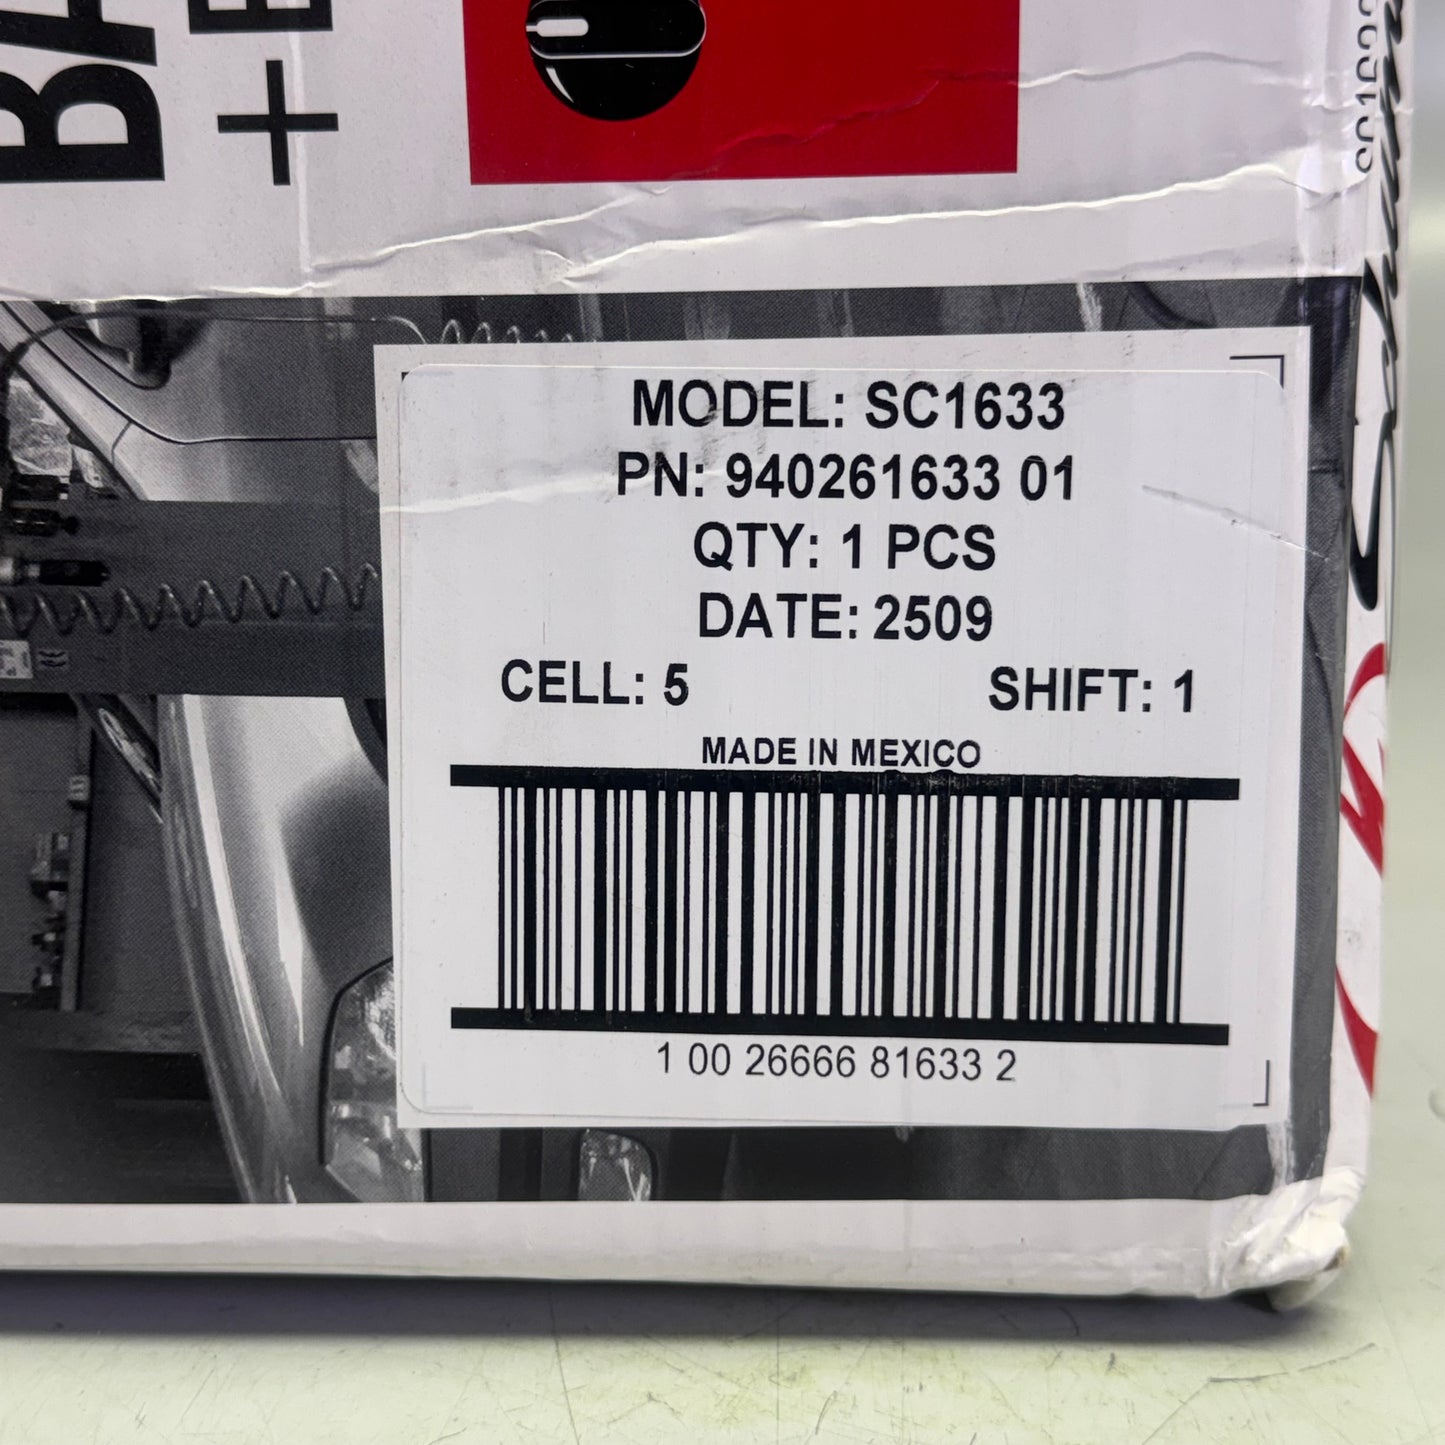 BA
+
MODEL: SC1633
PN: 940261633 01
QTY: 1 PCS
DATE: 2509
CELL: 5 SHIFT: 1
MADE IN MEXICO
1 00 26666 81633 2